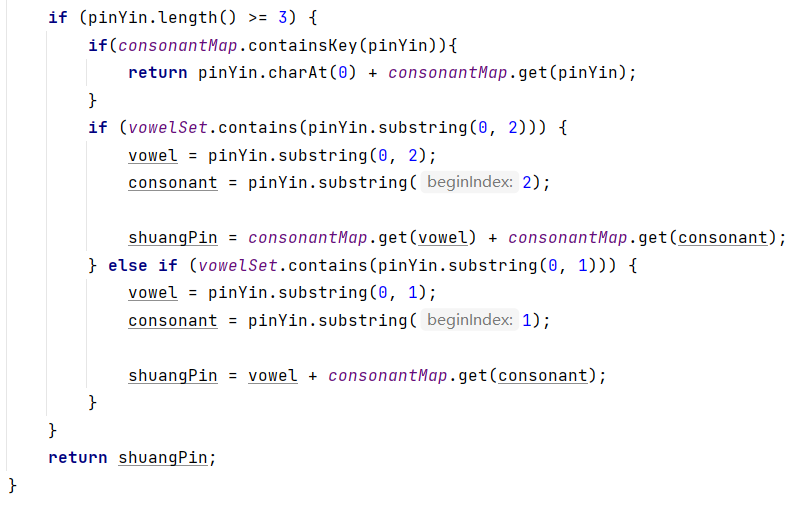 if (pinYin.length() >= 3) {
if(consonantMap.containsKey(pinYin)){
return pinYin.charAt(0) + consonantMap.get(pinYin);
}
if (vowelSet.contains(pinYin.substring(0, 2))) {
vowel = pinYin.substring(0, 2);
consonant = pinYin.substring( beginIndex: 2);
shuangPin = consonantMap.get(vowel) + consonantMap.get(consonant);
} else if (vowelSet.contains(pinYin.substring(0, 1))) {
vowel = pinYin.substring(0, 1);
consonant = pinYin.substring( beginIndex: 1);
shuangPin = vowel + consonantMap.get(consonant);
}
}
return shuangPin;
}